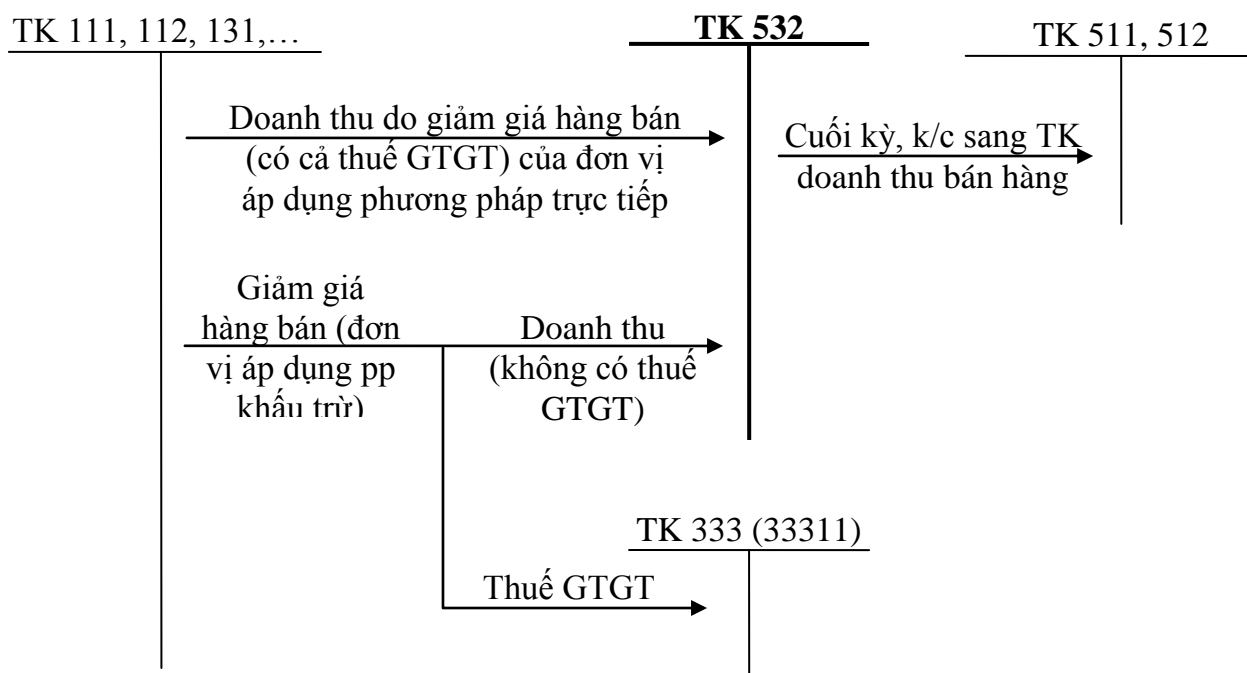 TK 111, 112, 131,…
TK 532
TK 511, 512
Doanh thu do giảm giá hàng bán
(có cả thuế GTGT) của đơn vị
áp dụng phương pháp trực tiếp
Cuối kỳ, k/c sang TK
doanh thu bán hàng
Giảm giá
hàng bán (đơn
vị áp dụng pp
khấu trừ)
Doanh thu
(không có thuế
GTGT)
TK 333 (33311)
Thuế GTGT